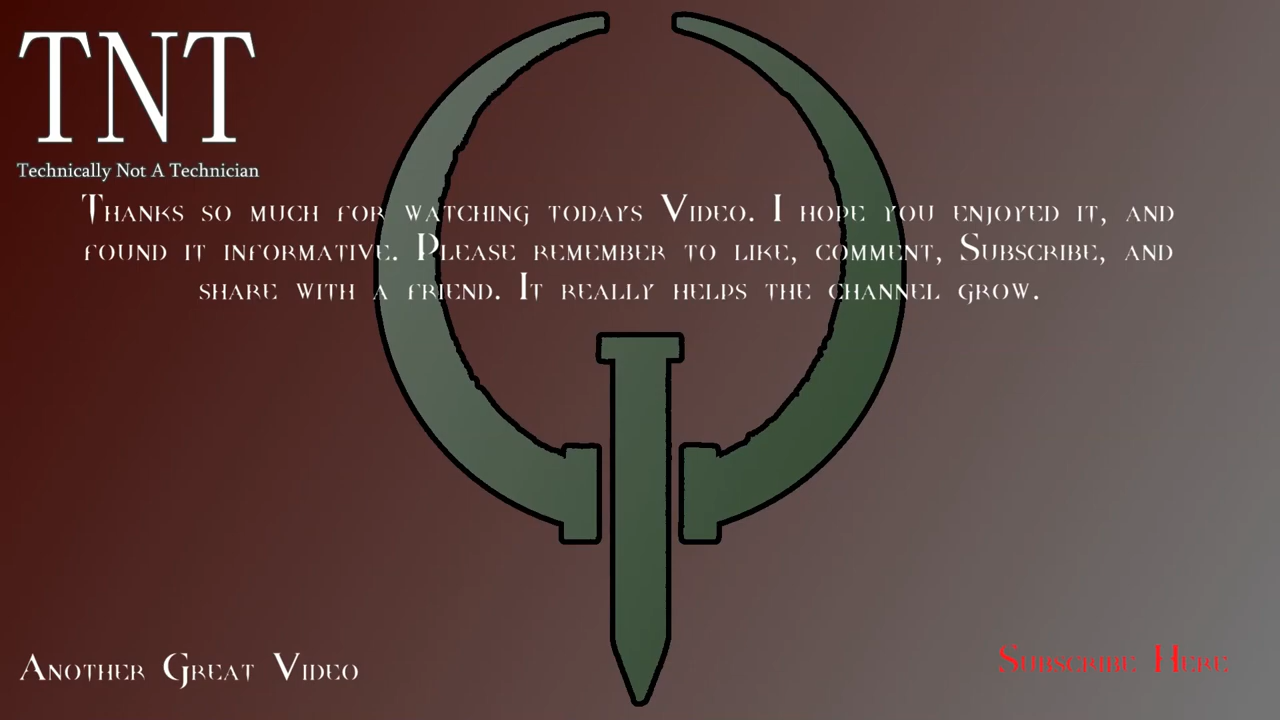 TNT
Technically Not A Technician
Thanks so much for watching todays Video. I hope you enjoyed it, and
found it informative. Please remember to like, comment, Subscribe, and
share with a friend. It really helps the channel grow.
Another Great Video
Subscribe Here